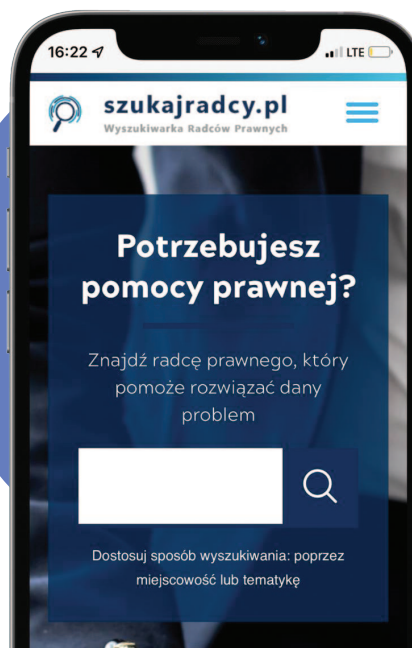 16:22
LTE
szukajradcy.pl
Wyszukiwarka Radców Prawnych
Potrzebujesz
pomocy prawnej?
Znajdź radcę prawnego, który
pomoże rozwiązać dany
problem
Dostosuj sposób wyszukiwania: poprzez
miejscowość lub tematykę